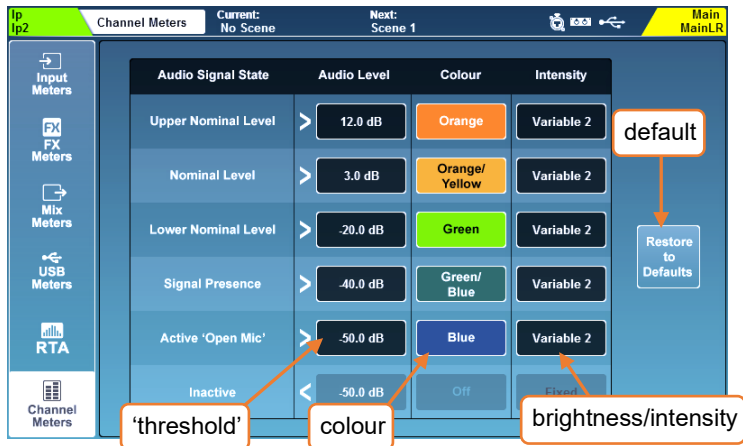 Ip
Ip2
Channel Meters
Current:
No Scene
Next:
Scene 1
Main
MainLR
Input
Meters
FX
FX
Meters
Mix
Meters
USB
Meters
RTA
Channel
Meters
Audio Signal State Audio Level Colour Intensity
Upper Nominal Level > 12.0 dB Orange Variable 2
Nominal Level > 3.0 dB Orange/
Yellow Variable 2
Lower Nominal Level > -20.0 dB Green Variable 2
Signal Presence > -40.0 dB Green/
Blue Variable 2
Active 'Open Mic' > -50.0 dB Blue Variable 2
Inactive < -50.0 dB Off Fixed
default
Restore
to
Defaults
'threshold'
colour
brightness/intensity